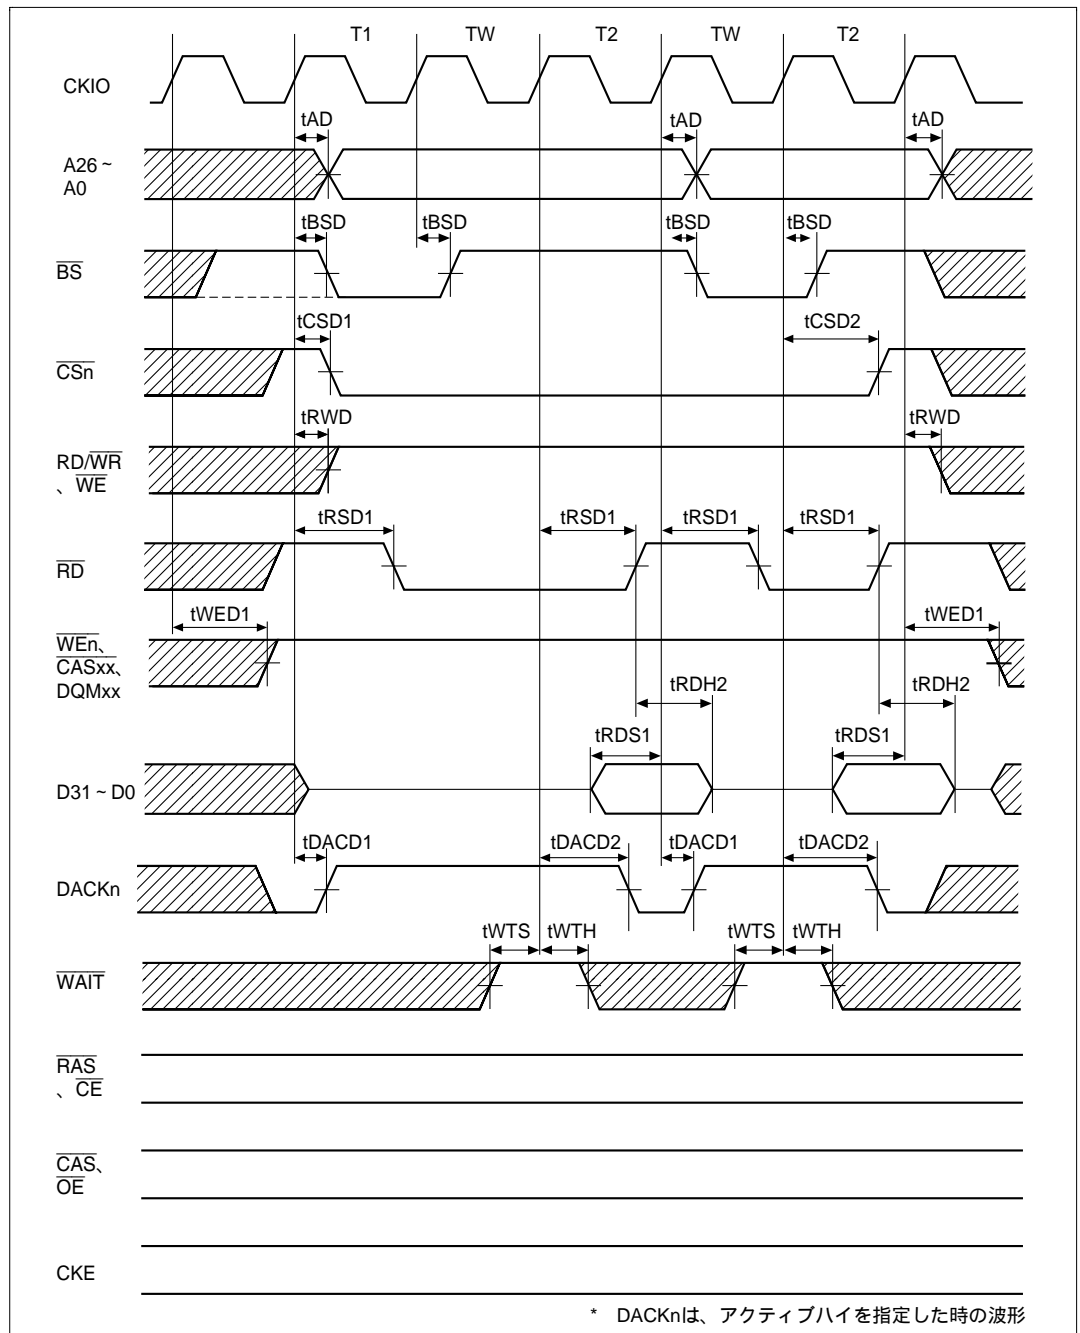 T1 TW T2 TW T2
CKIO
tAD tAD tAD
A26 ~
A0
tBSD tBSD tBSD tBSD
BS
tCSD1 tCSD2
CSn
tRWD tRWD
RD/WR
、WE
tRSD1 tRSD1 tRSD1 tRSD1
RD
tWED1 tWED1
WEn、
CASxx、
DQMxx
tRDH2 tRDH2
tRDS1 tRDS1
D31 ~ D0
tDACD1 tDACD2 tDACD1 tDACD2
DACKn
tWTS tWTH tWTS tWTH
WAIT
RAS
、CE
CAS、
OE
CKE
* DACKnは、アクティブハイを指定した時の波形